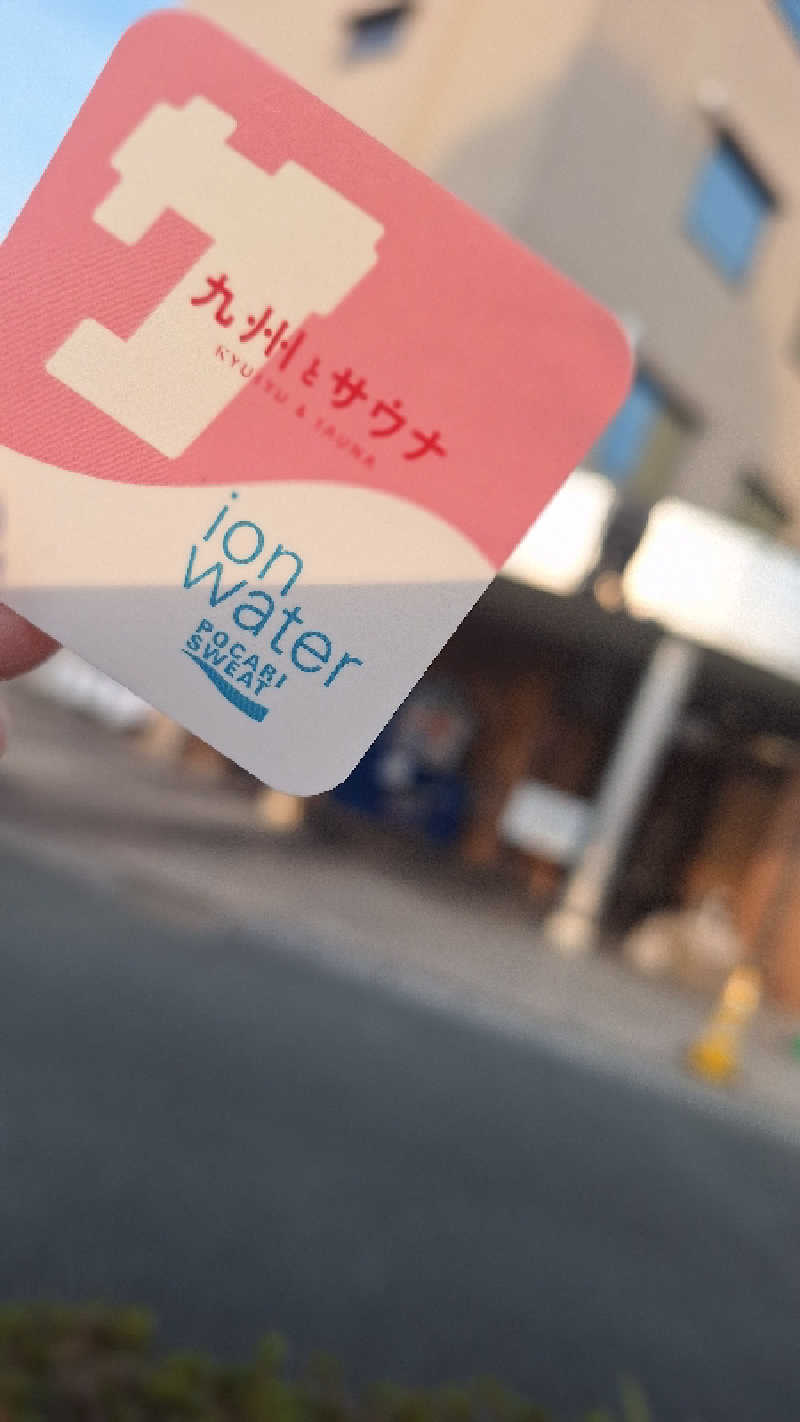 九州とサウナ
KYUSYU & SAUNA
ion
water
POCARI
SWEAT